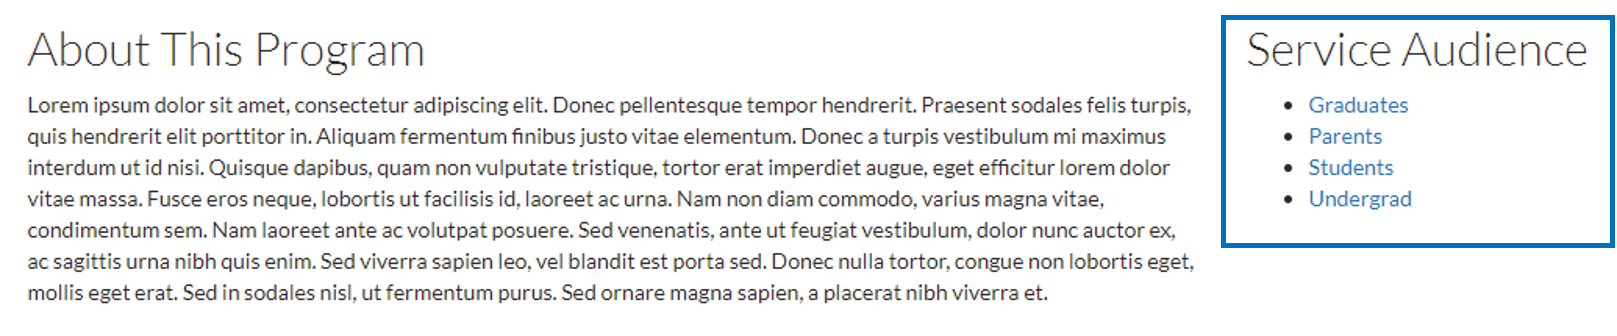 About This Program
Lorem ipsum dolor sit amet, consectetur adipiscing elit. Donec pellentesque tempor hendrerit. Praesent sodales felis turpis,
quis hendrerit elit porttitor in. Aliquam fermentum finibus justo vitae elementum. Donec a turpis vestibulum mi maximus
interdum ut id nisi. Quisque dapibus, quam non vulputate tristique, tortor erat imperdiet augue, eget efficitur lorem dolor
vitae massa. Fusce eros neque, lobortis ut facilisis id, laoreet ac urna. Nam non diam commodo, varius magna vitae,
condimentum sem. Nam laoreet ante ac volutpat posuere. Sed venenatis, ante ut feugiat vestibulum, dolor nunc auctor ex,
ac sagittis urna nibh quis enim. Sed viverra sapien leo, vel blandit est porta sed. Donec nulla tortor, congue non lobortis eget,
mollis eget erat. Sed in sodales nisl, ut fermentum purus. Sed ornare magna sapien, a placerat nibh viverra et.
Service Audience
• Graduates
• Parents
• Students
• Undergrad